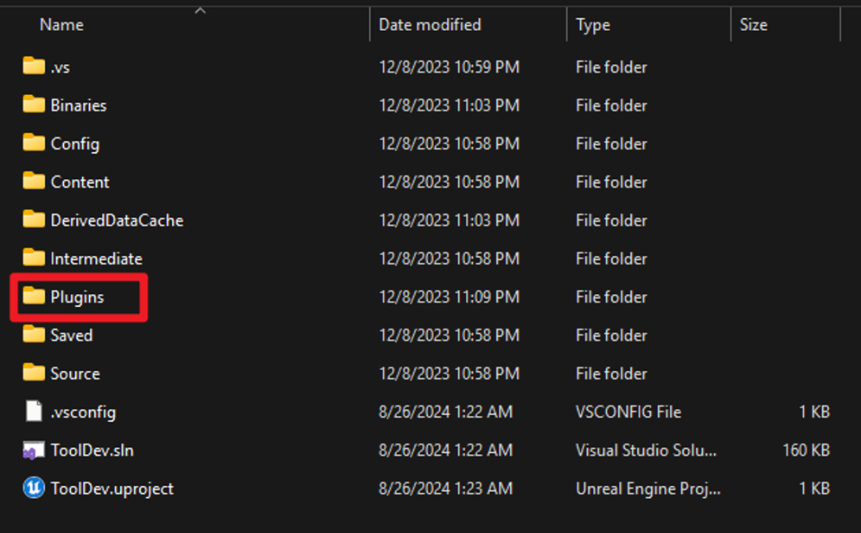 Name Date modified Type Size
.vs 12/8/2023 10:59 PM File folder
Binaries 12/8/2023 11:03 PM File folder
Config 12/8/2023 10:58 PM File folder
Content 12/8/2023 10:58 PM File folder
DerivedDataCache 12/8/2023 11:03 PM File folder
Intermediate 12/8/2023 10:58 PM File folder
Plugins 12/8/2023 11:09 PM File folder
Saved 12/8/2023 10:58 PM File folder
Source 12/8/2023 10:58 PM File folder
.vsconfig 8/26/2024 1:22 AM VSCONFIG File 1 KB
ToolDev.sln 8/26/2024 1:22 AM Visual Studio Solu... 160 KB
ToolDev.uproject 8/26/2024 1:23 AM Unreal Engine Proj... 1 KB